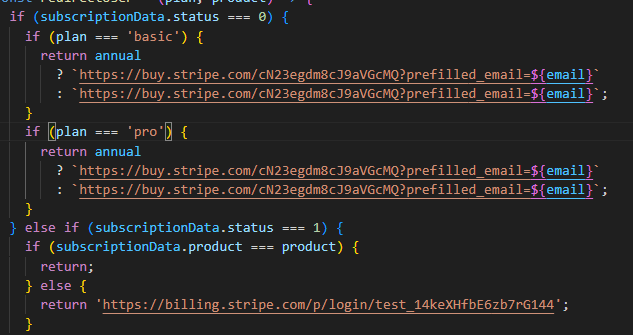 if (subscriptionData.status === 0) {
if (plan === 'basic') {
return annual
? `https://buy.stripe.com/cN23egdm8cJ9aVGcMQ?prefilled_email=${email}`
: `https://buy.stripe.com/cN23egdm8cJ9aVGcMQ?prefilled_email=${email}`;
}
if (plan === 'pro') {
return annual
? `https://buy.stripe.com/cN23egdm8cJ9aVGcMQ?prefilled_email=${email}`
: `https://buy.stripe.com/cN23egdm8cJ9aVGcMQ?prefilled_email=${email}`;
}
} else if (subscriptionData.status === 1) {
if (subscriptionData.product === product) {
return;
} else {
return 'https://billing.stripe.com/p/login/test_14keXHfbE6zb7rG144';
}